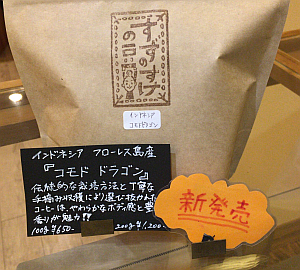 すずのすけ
の豆
インドネシア
コモドドラゴン
インドネシア フローレス島産
『コモド ドラゴン』
伝統的な栽培方法と丁寧な
手摘み収穫により選び抜かれた
コーヒーは、やわらかなボディ感と豊
香りが魅力!!
100g ¥650-
200g ¥1,200-
新発売